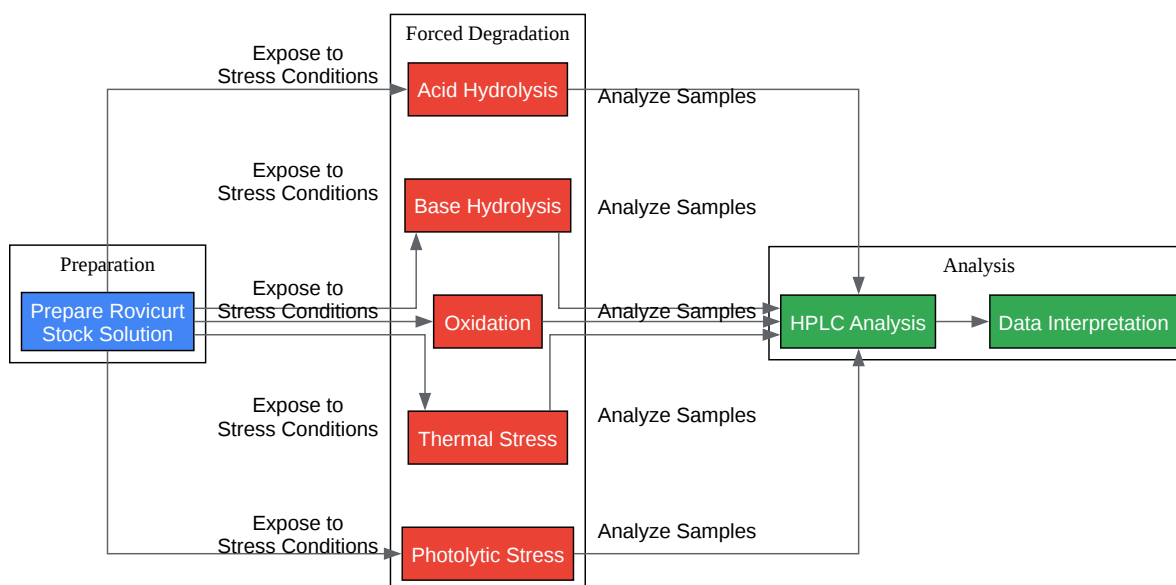 Forced Degradation
Expose to
Stress Conditions
Acid Hydrolysis
Analyze Samples
Expose to
Stress Conditions
Base Hydrolysis
Analyze Samples
Preparation
Prepare Rovicurt
Stock Solution
Expose to
Stress Conditions
Oxidation
Analyze Samples
Analysis
HPLC Analysis
Data Interpretation
Expose to
Stress Conditions
Thermal Stress
Analyze Samples
Expose to
Stress Conditions
Photolytic Stress
Analyze Samples